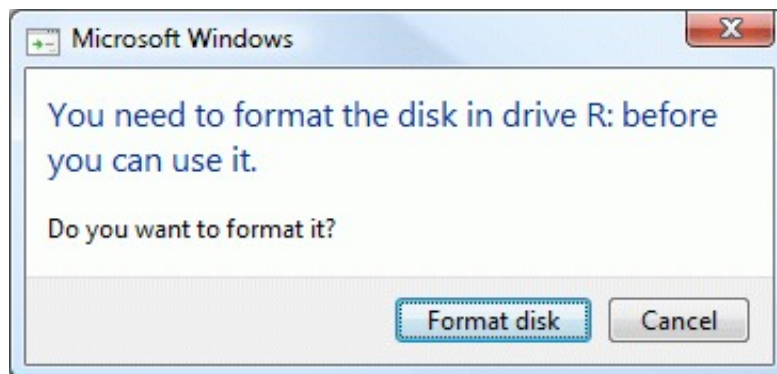 Microsoft Windows
You need to format the disk in drive R: before
you can use it.
Do you want to format it?
Format disk Cancel